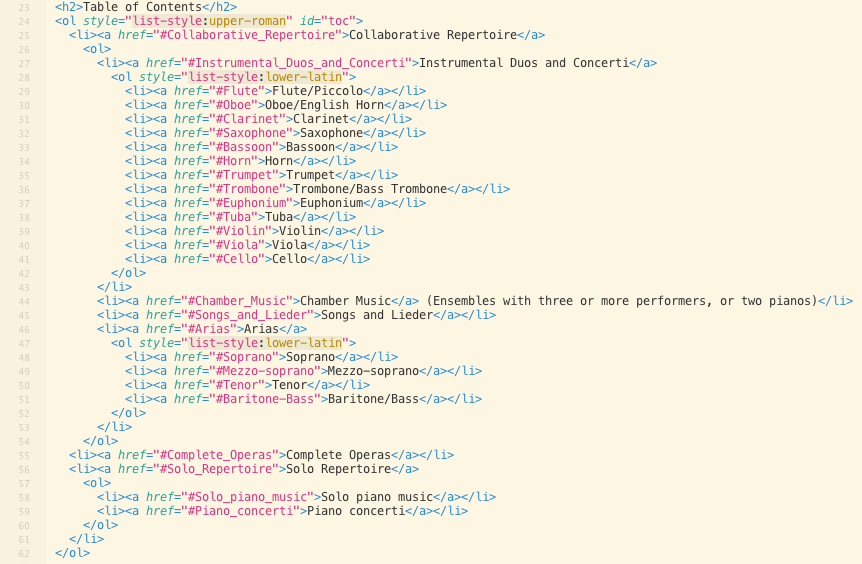 23 <h2>Table of Contents</h2>
24 <ol style="list-style:upper-roman" id="toc">
25 <li><a href="#Collaborative_Repertoire">Collaborative Repertoire</a>
26 <ol>
27 <li><a href="#Instrumental_Duos_and_Concerti">Instrumental Duos and Concerti</a>
28 <ol style="list-style:lower-latin">
29 <li><a href="#Flute">Flute/Piccolo</a></li>
30 <li><a href="#Oboe">Oboe/English Horn</a></li>
31 <li><a href="#Clarinet">Clarinet</a></li>
32 <li><a href="#Saxophone">Saxophone</a></li>
33 <li><a href="#Bassoon">Bassoon</a></li>
34 <li><a href="#Horn">Horn</a></li>
35 <li><a href="#Trumpet">Trumpet</a></li>
36 <li><a href="#Trombone">Trombone/Bass Trombone</a></li>
37 <li><a href="#Euphonium">Euphonium</a></li>
38 <li><a href="#Tuba">Tuba</a></li>
39 <li><a href="#Violin">Violin</a></li>
40 <li><a href="#Viola">Viola</a></li>
41 <li><a href="#Cello">Cello</a></li>
42 </ol>
43 </li>
44 <li><a href="#Chamber_Music">Chamber Music</a> (Ensembles with three or more performers, or two pianos)</li>
45 <li><a href="#Songs_and_Lieder">Songs and Lieder</a></li>
46 <li><a href="#Arias">Arias</a>
47 <ol style="list-style:lower-latin">
48 <li><a href="#Soprano">Soprano</a></li>
49 <li><a href="#Mezzo-soprano">Mezzo-soprano</a></li>
50 <li><a href="#Tenor">Tenor</a></li>
51 <li><a href="#Baritone-Bass">Baritone/Bass</a></li>
52 </ol>
53 </li>
54 </ol>
55 <li><a href="#Complete_Operas">Complete Operas</a></li>
56 <li><a href="#Solo_Repertoire">Solo Repertoire</a>
57 <ol>
58 <li><a href="#Solo_piano_music">Solo piano music</a></li>
59 <li><a href="#Piano_concerti">Piano concerti</a></li>
60 </ol>
61 </li>
62 </ol>